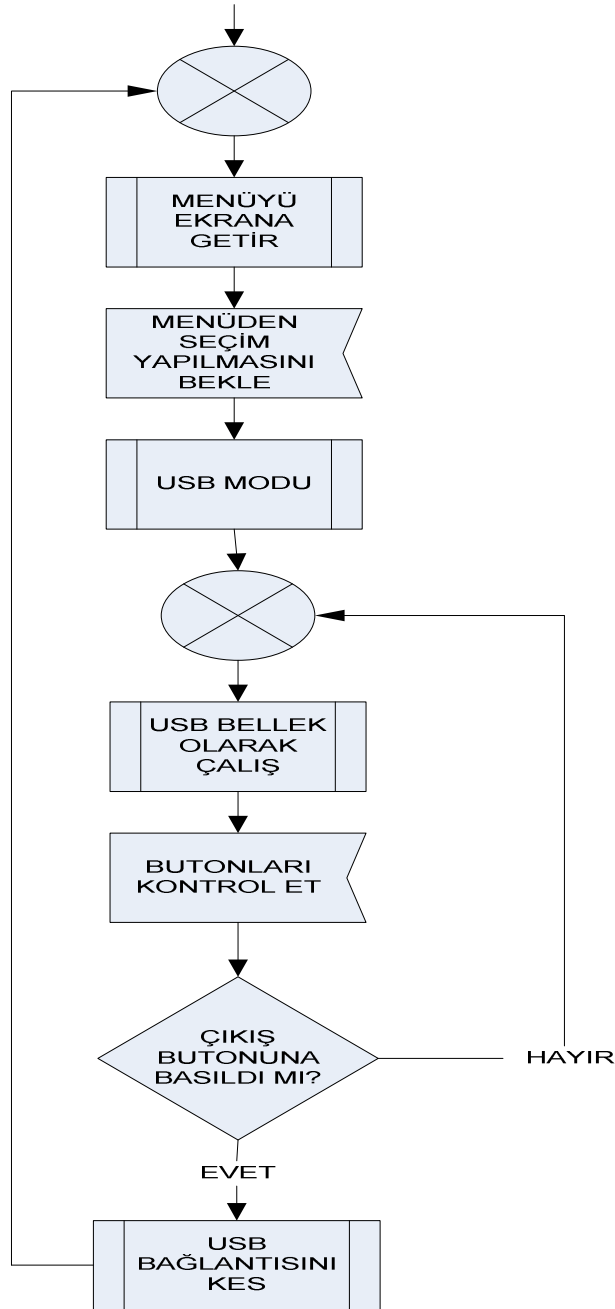 MENÜYÜ
EKRANA
GETİR
MENÜDEN
SEÇİM
YAPILMASINI
BEKLE
USB MODU
USB BELLEK
OLARAK
ÇALIŞ
BUTONLARI
KONTROL ET
ÇIKIŞ
BUTONUNA
BASILDI MI?
HAYIR
EVET
USB
BAĞLANTISINI
KES